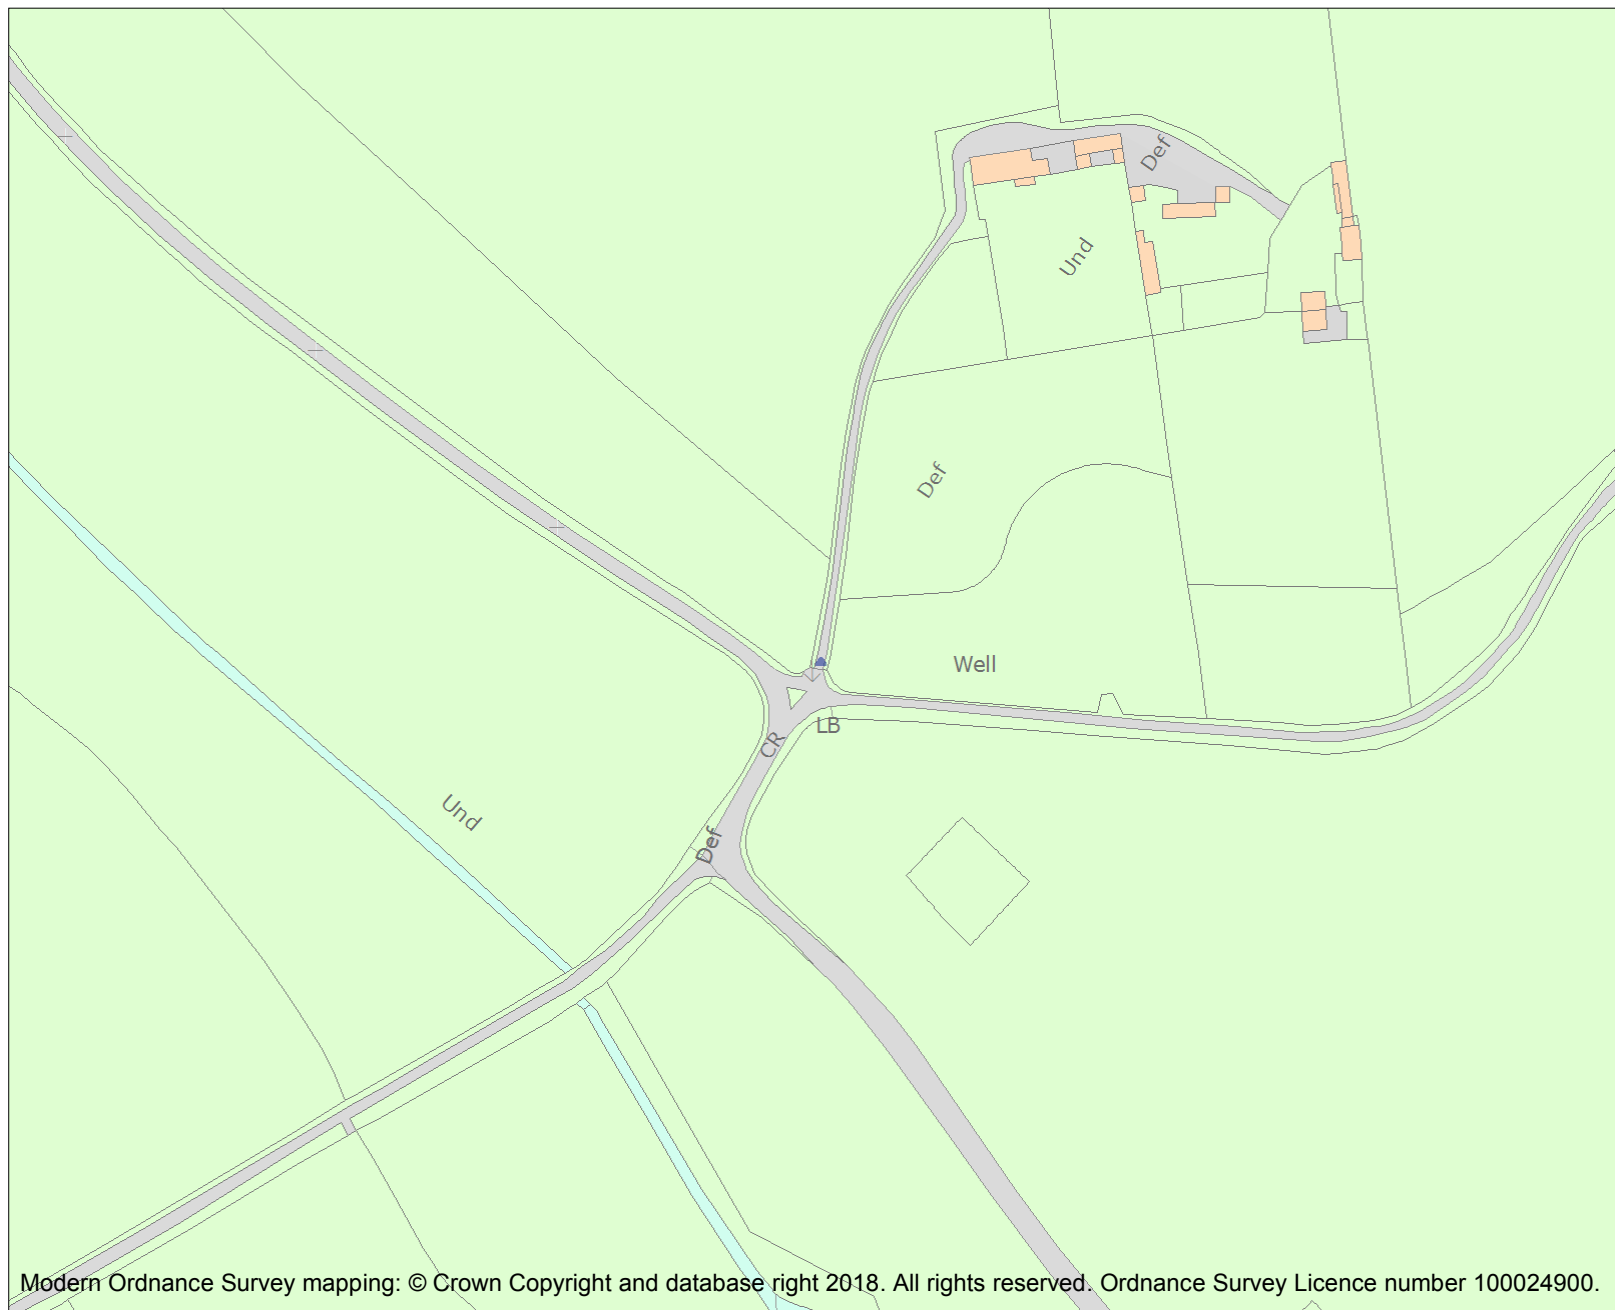 Def
Und
Def
Well
LB
CR
Und
Def
Modern Ordnance Survey mapping: © Crown Copyright and database right 2018. All rights reserved. Ordnance Survey Licence number 100024900.